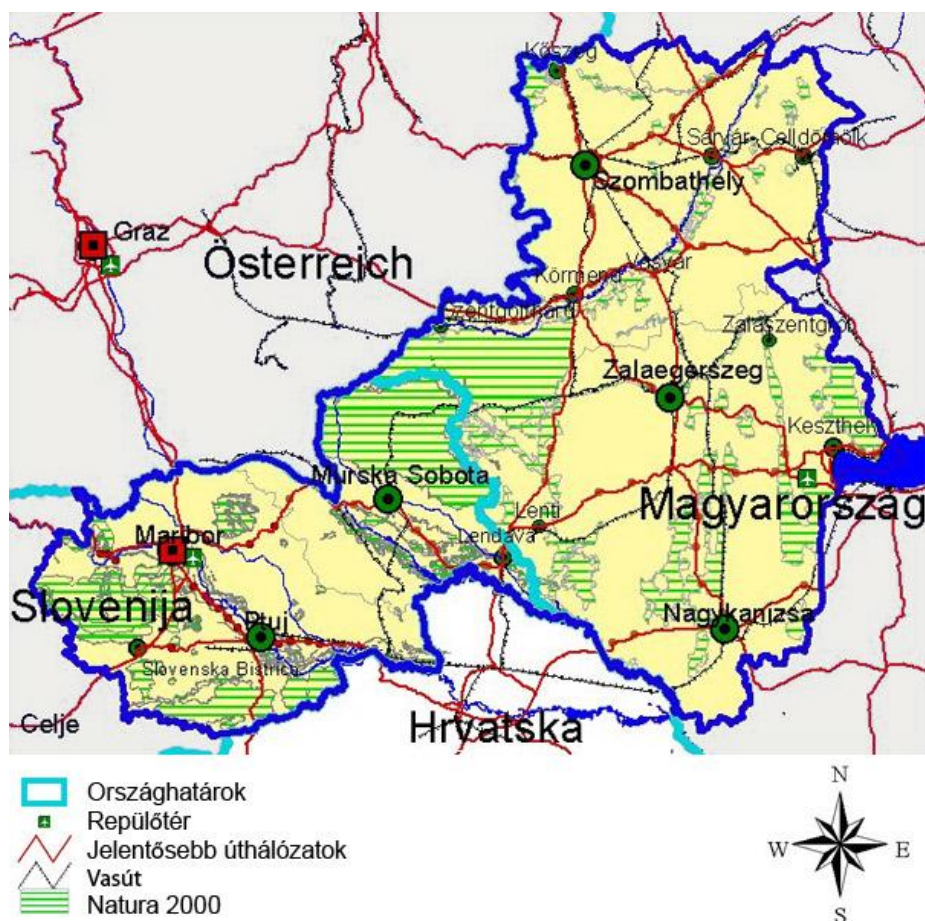 Kőszeg
Sárvár
Celldömölk
Szombathely
Graz
Österreich
Vasvár
Körmend
Szentgotthárd
Zalaszentgrót
Zalaegerszeg
Keszthely
Murska Sobota
Magyarország
Lenti
Lendava
Maribor
Slovenija
Ptuj
Nagykanizsa
Slovenska Bistrica
Celje
Hrvatska
Országhatárok
Repülőtér
Jelentősebb úthálózatok
Vasút
Natura 2000
N
W E
S